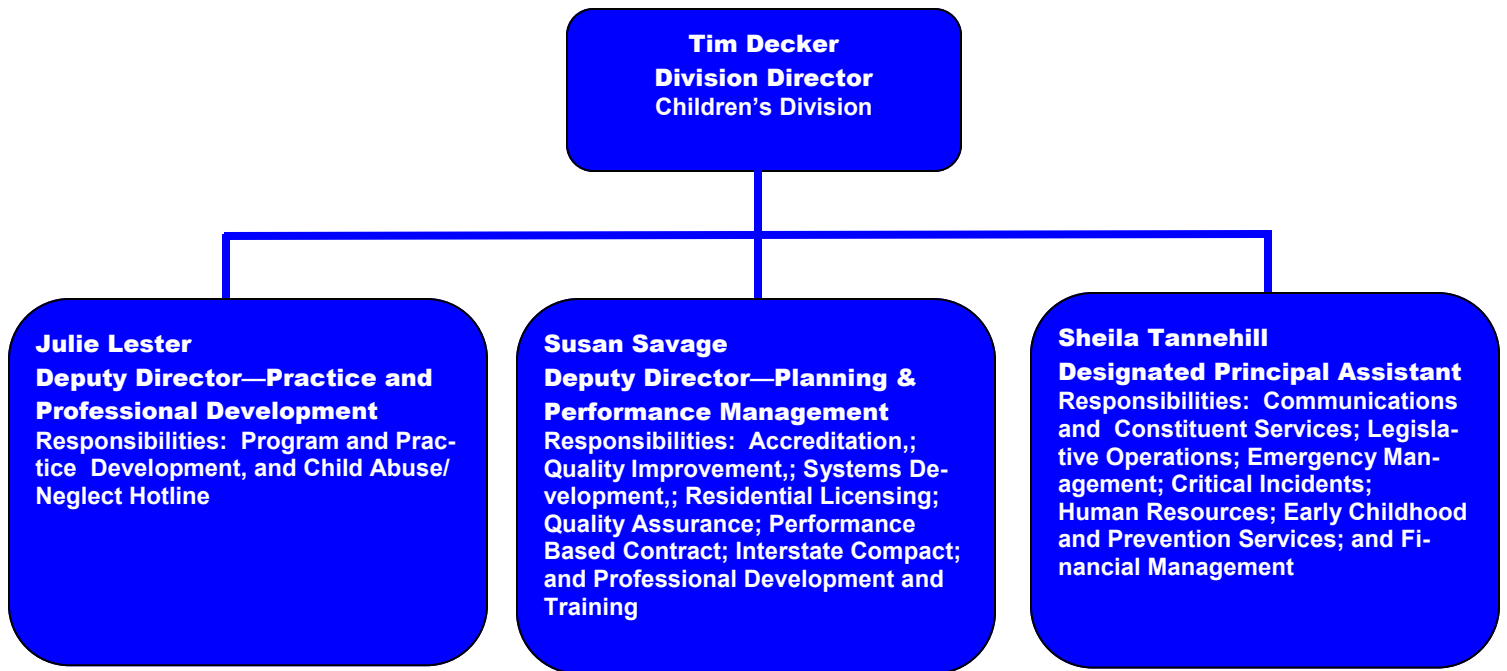 Tim Decker
Division Director
Children’s Division
Julie Lester
Deputy Director—Practice and
Professional Development
Responsibilities: Program and Prac-
tice Development, and Child Abuse/
Neglect Hotline
Susan Savage
Deputy Director—Planning &
Performance Management
Responsibilities: Accreditation,;
Quality Improvement,; Systems De-
velopment,; Residential Licensing;
Quality Assurance; Performance
Based Contract; Interstate Compact;
and Professional Development and
Training
Sheila Tannehill
Designated Principal Assistant
Responsibilities: Communications
and Constituent Services; Legisla-
tive Operations; Emergency Man-
agement; Critical Incidents;
Human Resources; Early Childhood
and Prevention Services; and Fi-
nancial Management